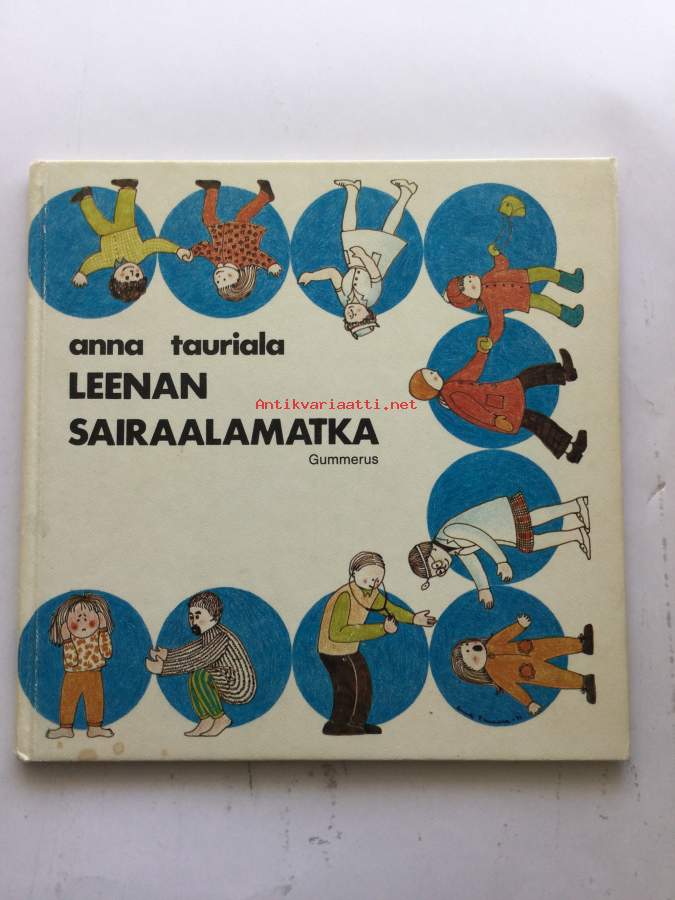 anna tauriala
LEENAN
Antikvariaatti.net
SAIRAALAMATKA
Gummerus